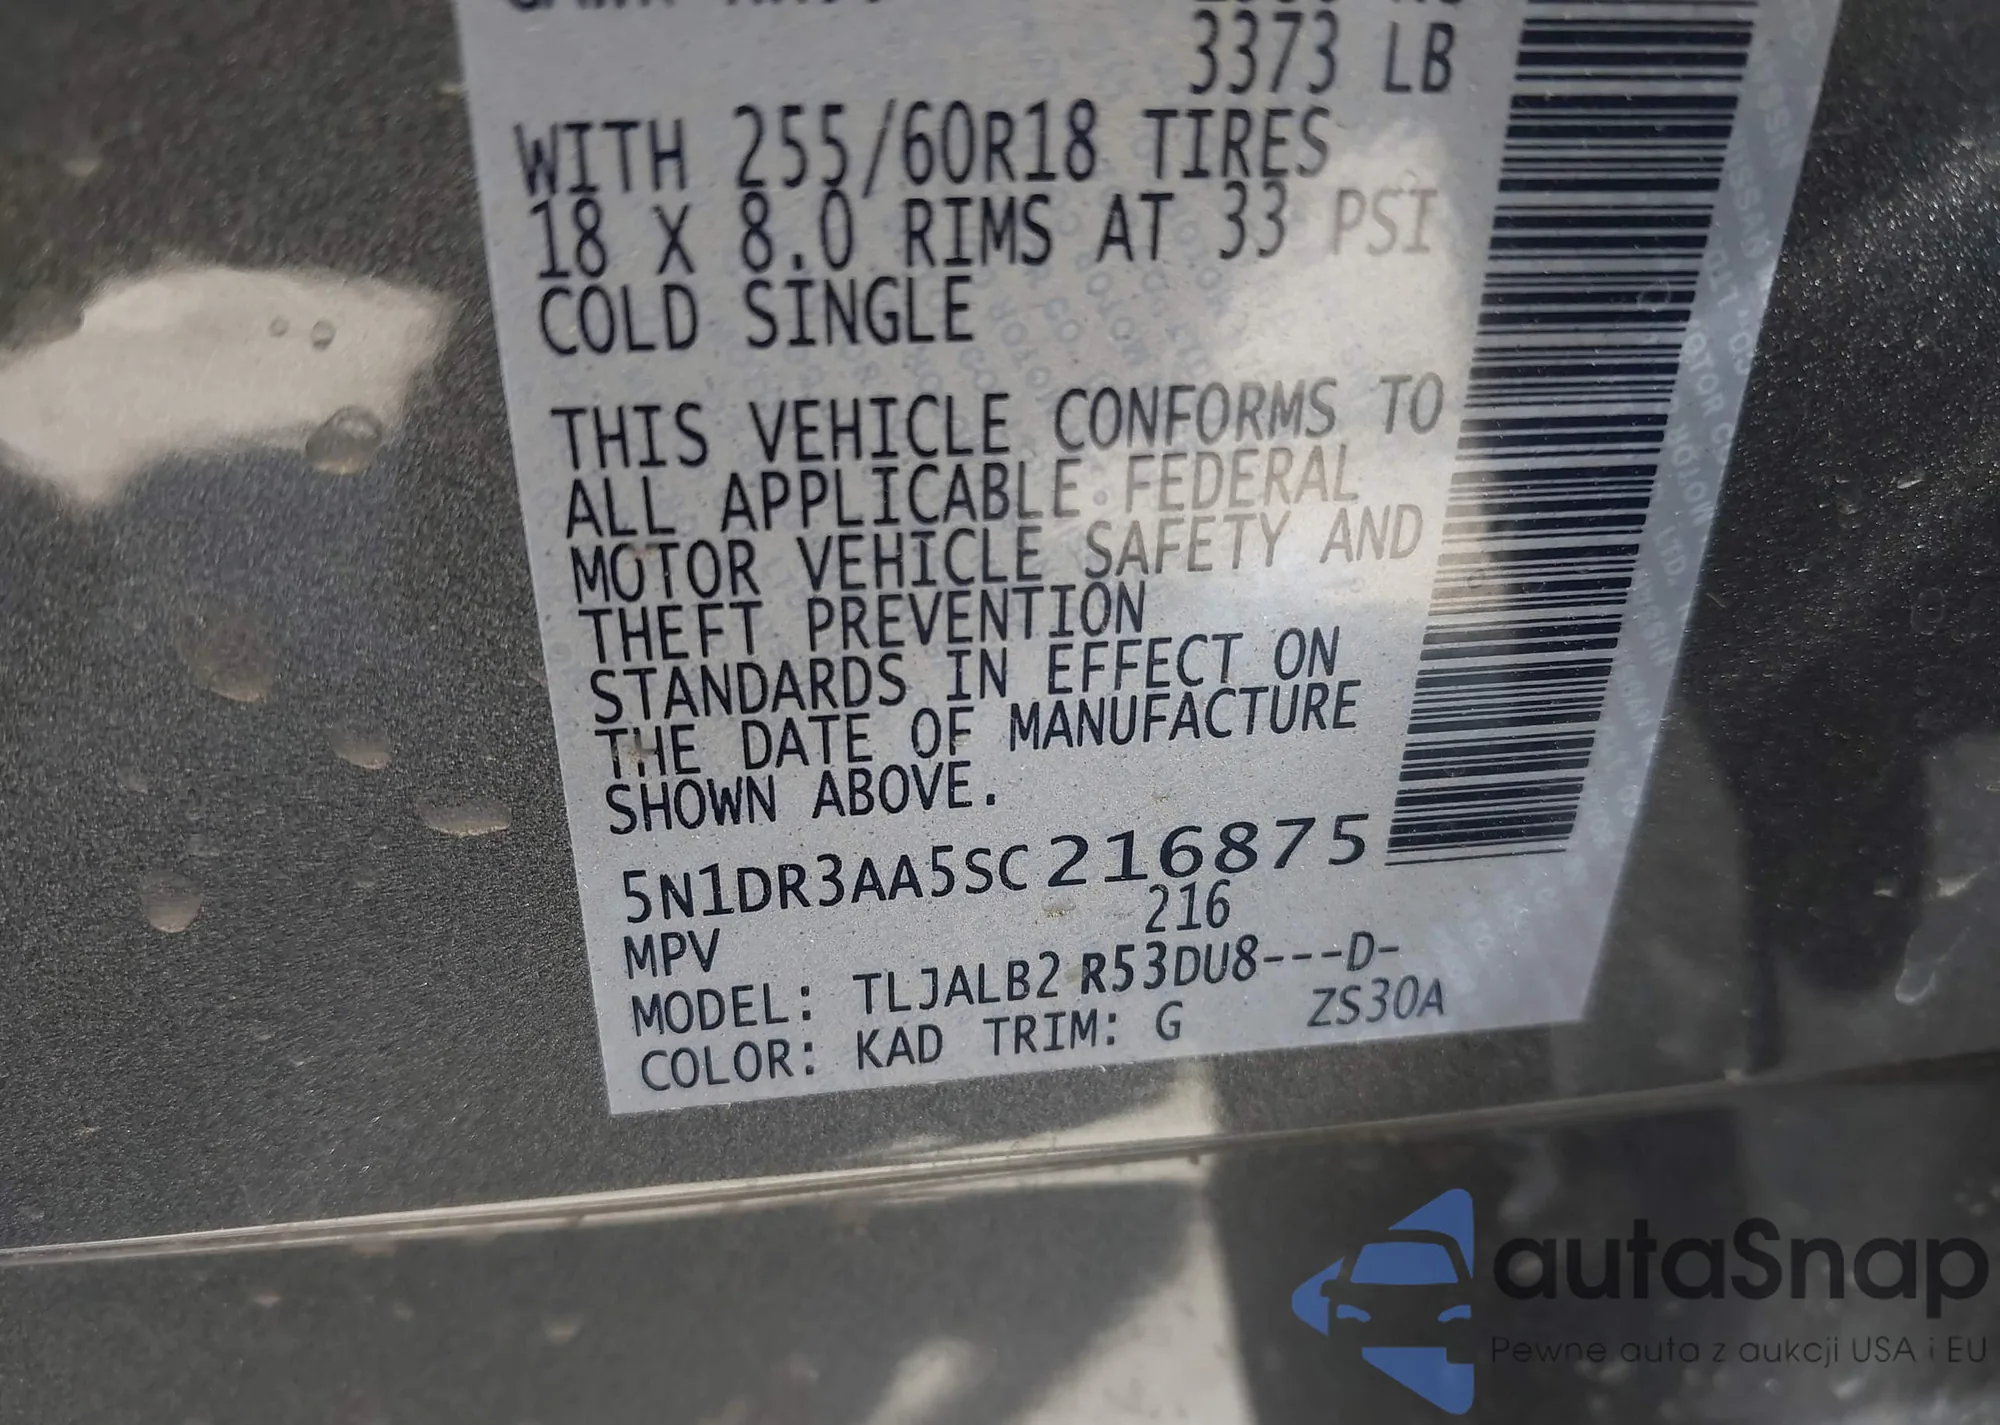 3373 LB
WITH 255/60R18 TIRES
18 X 8.0 RIMS AT 33 PSI
COLD SINGLE
THIS VEHICLE CONFORMS TO
ALL APPLICABLE FEDERAL
MOTOR VEHICLE SAFETY AND
THEFT PREVENTION
STANDARDS IN EFFECT ON
THE DATE OF MANUFACTURE
SHOWN ABOVE.
5N1DR3AA5SC216875
MPV 216
MODEL: TLJALB2 R53DU8----D-
COLOR: KAD TRIM: G ZS30A
autaSnap
Pewne auta z aukcji USA i EU